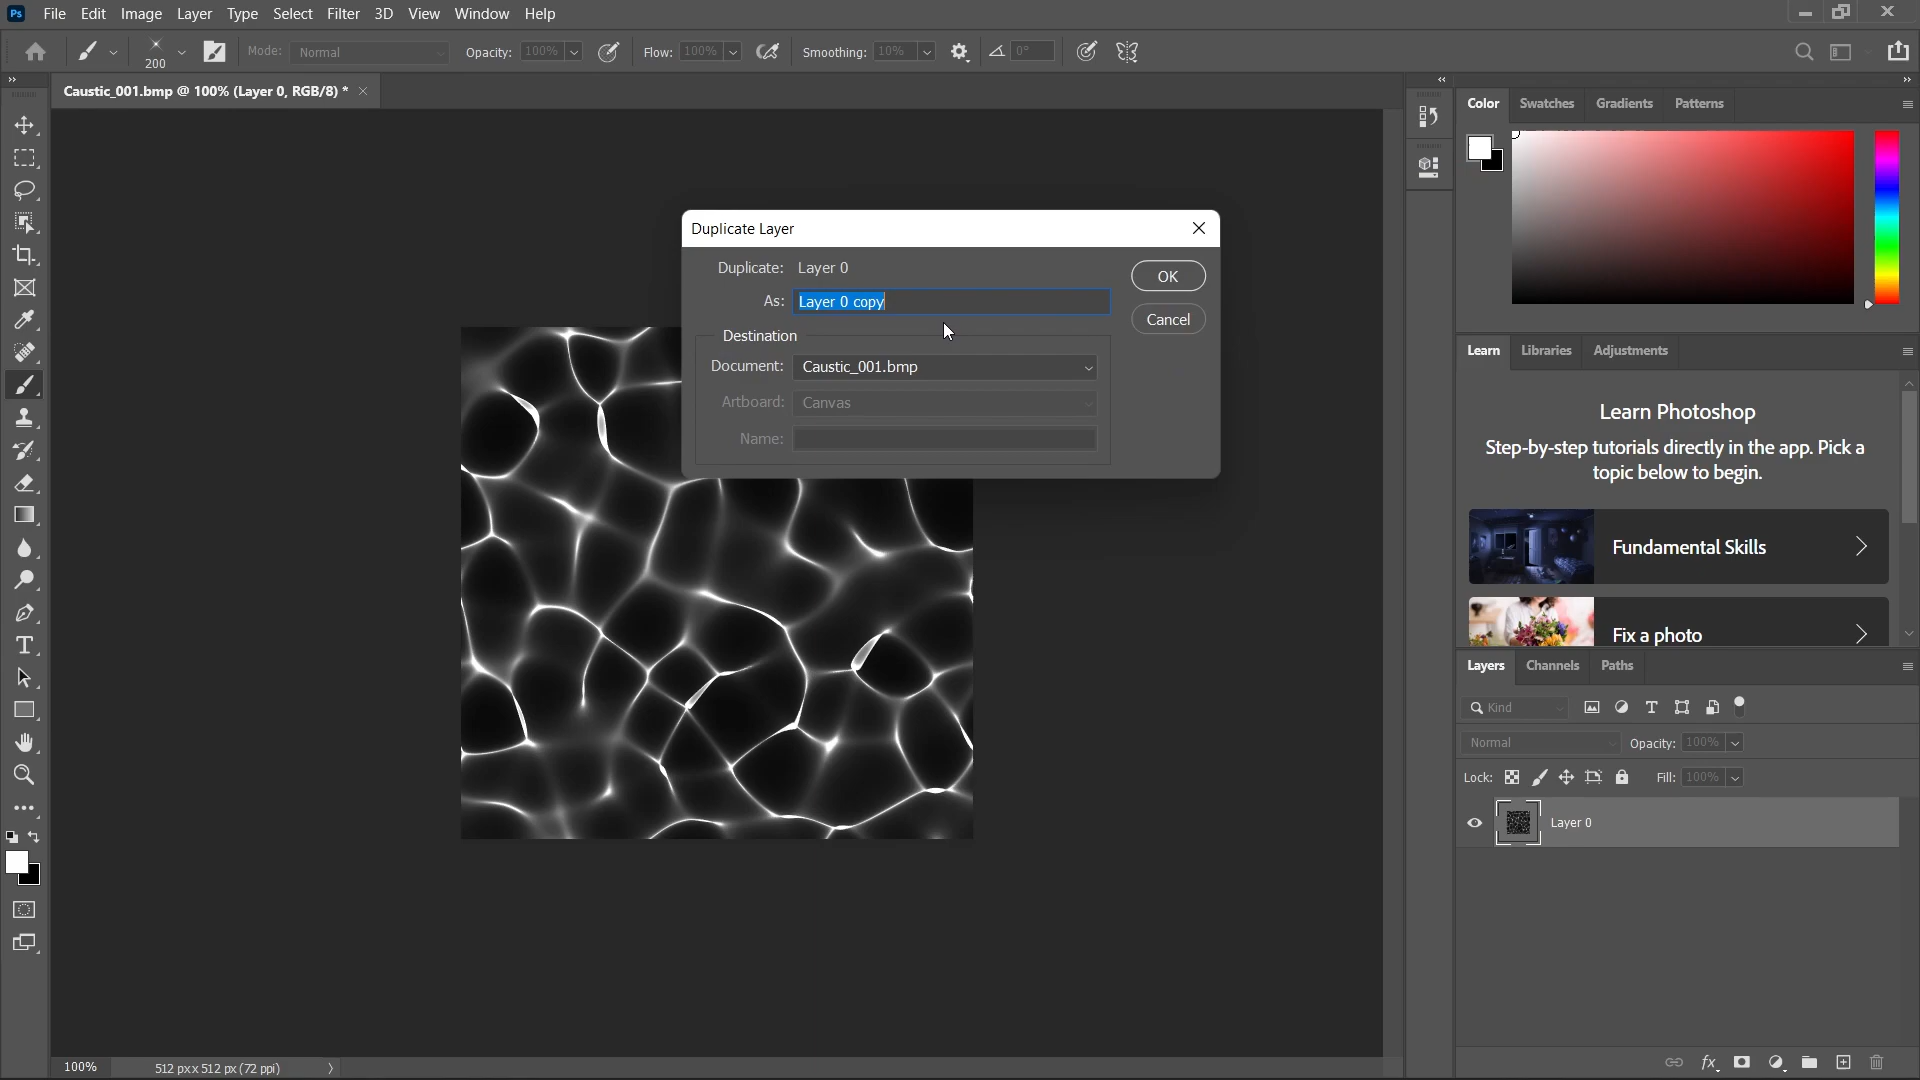 Ps File Edit Image Layer Type Select Filter 3D View Window Help
200 Mode: Normal Opacity: 100% Flow: 100% Smoothing: 10% 0°
Caustic_001.bmp @ 100% (Layer 0, RGB/8) *
Color Swatches Gradients Patterns
Duplicate Layer
Duplicate: Layer 0
OK
As: Layer 0 copy
Cancel
Destination
Document: Caustic_001.bmp
Artboard: Canvas
Name:
Learn Libraries Adjustments
Learn Photoshop
Step-by-step tutorials directly in the app. Pick a
topic below to begin.
Fundamental Skills
Fix a photo
Layers Channels Paths
Kind
Normal Opacity: 100%
Lock: Fill: 100%
Layer 0
100% 512 px x 512 px (72 ppi)
fx